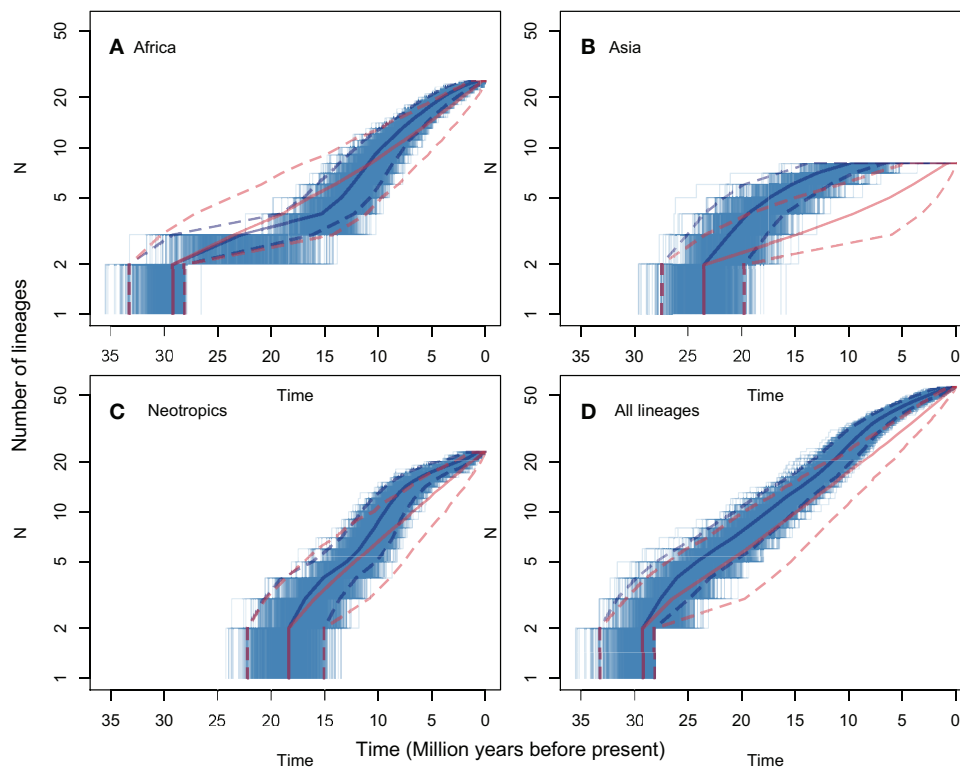 A Africa
50
20
10
5
2
1
N
35 30 25 20 15 10 5 0
Time
B Asia
50
20
10
5
2
1
N
35 30 25 20 15 10 5 0
Time
C Neotropics
50
20
10
5
2
1
N
35 30 25 20 15 10 5 0
Time
D All lineages
50
20
10
5
2
1
N
35 30 25 20 15 10 5 0
Time
Number of lineages
Time (Million years before present)